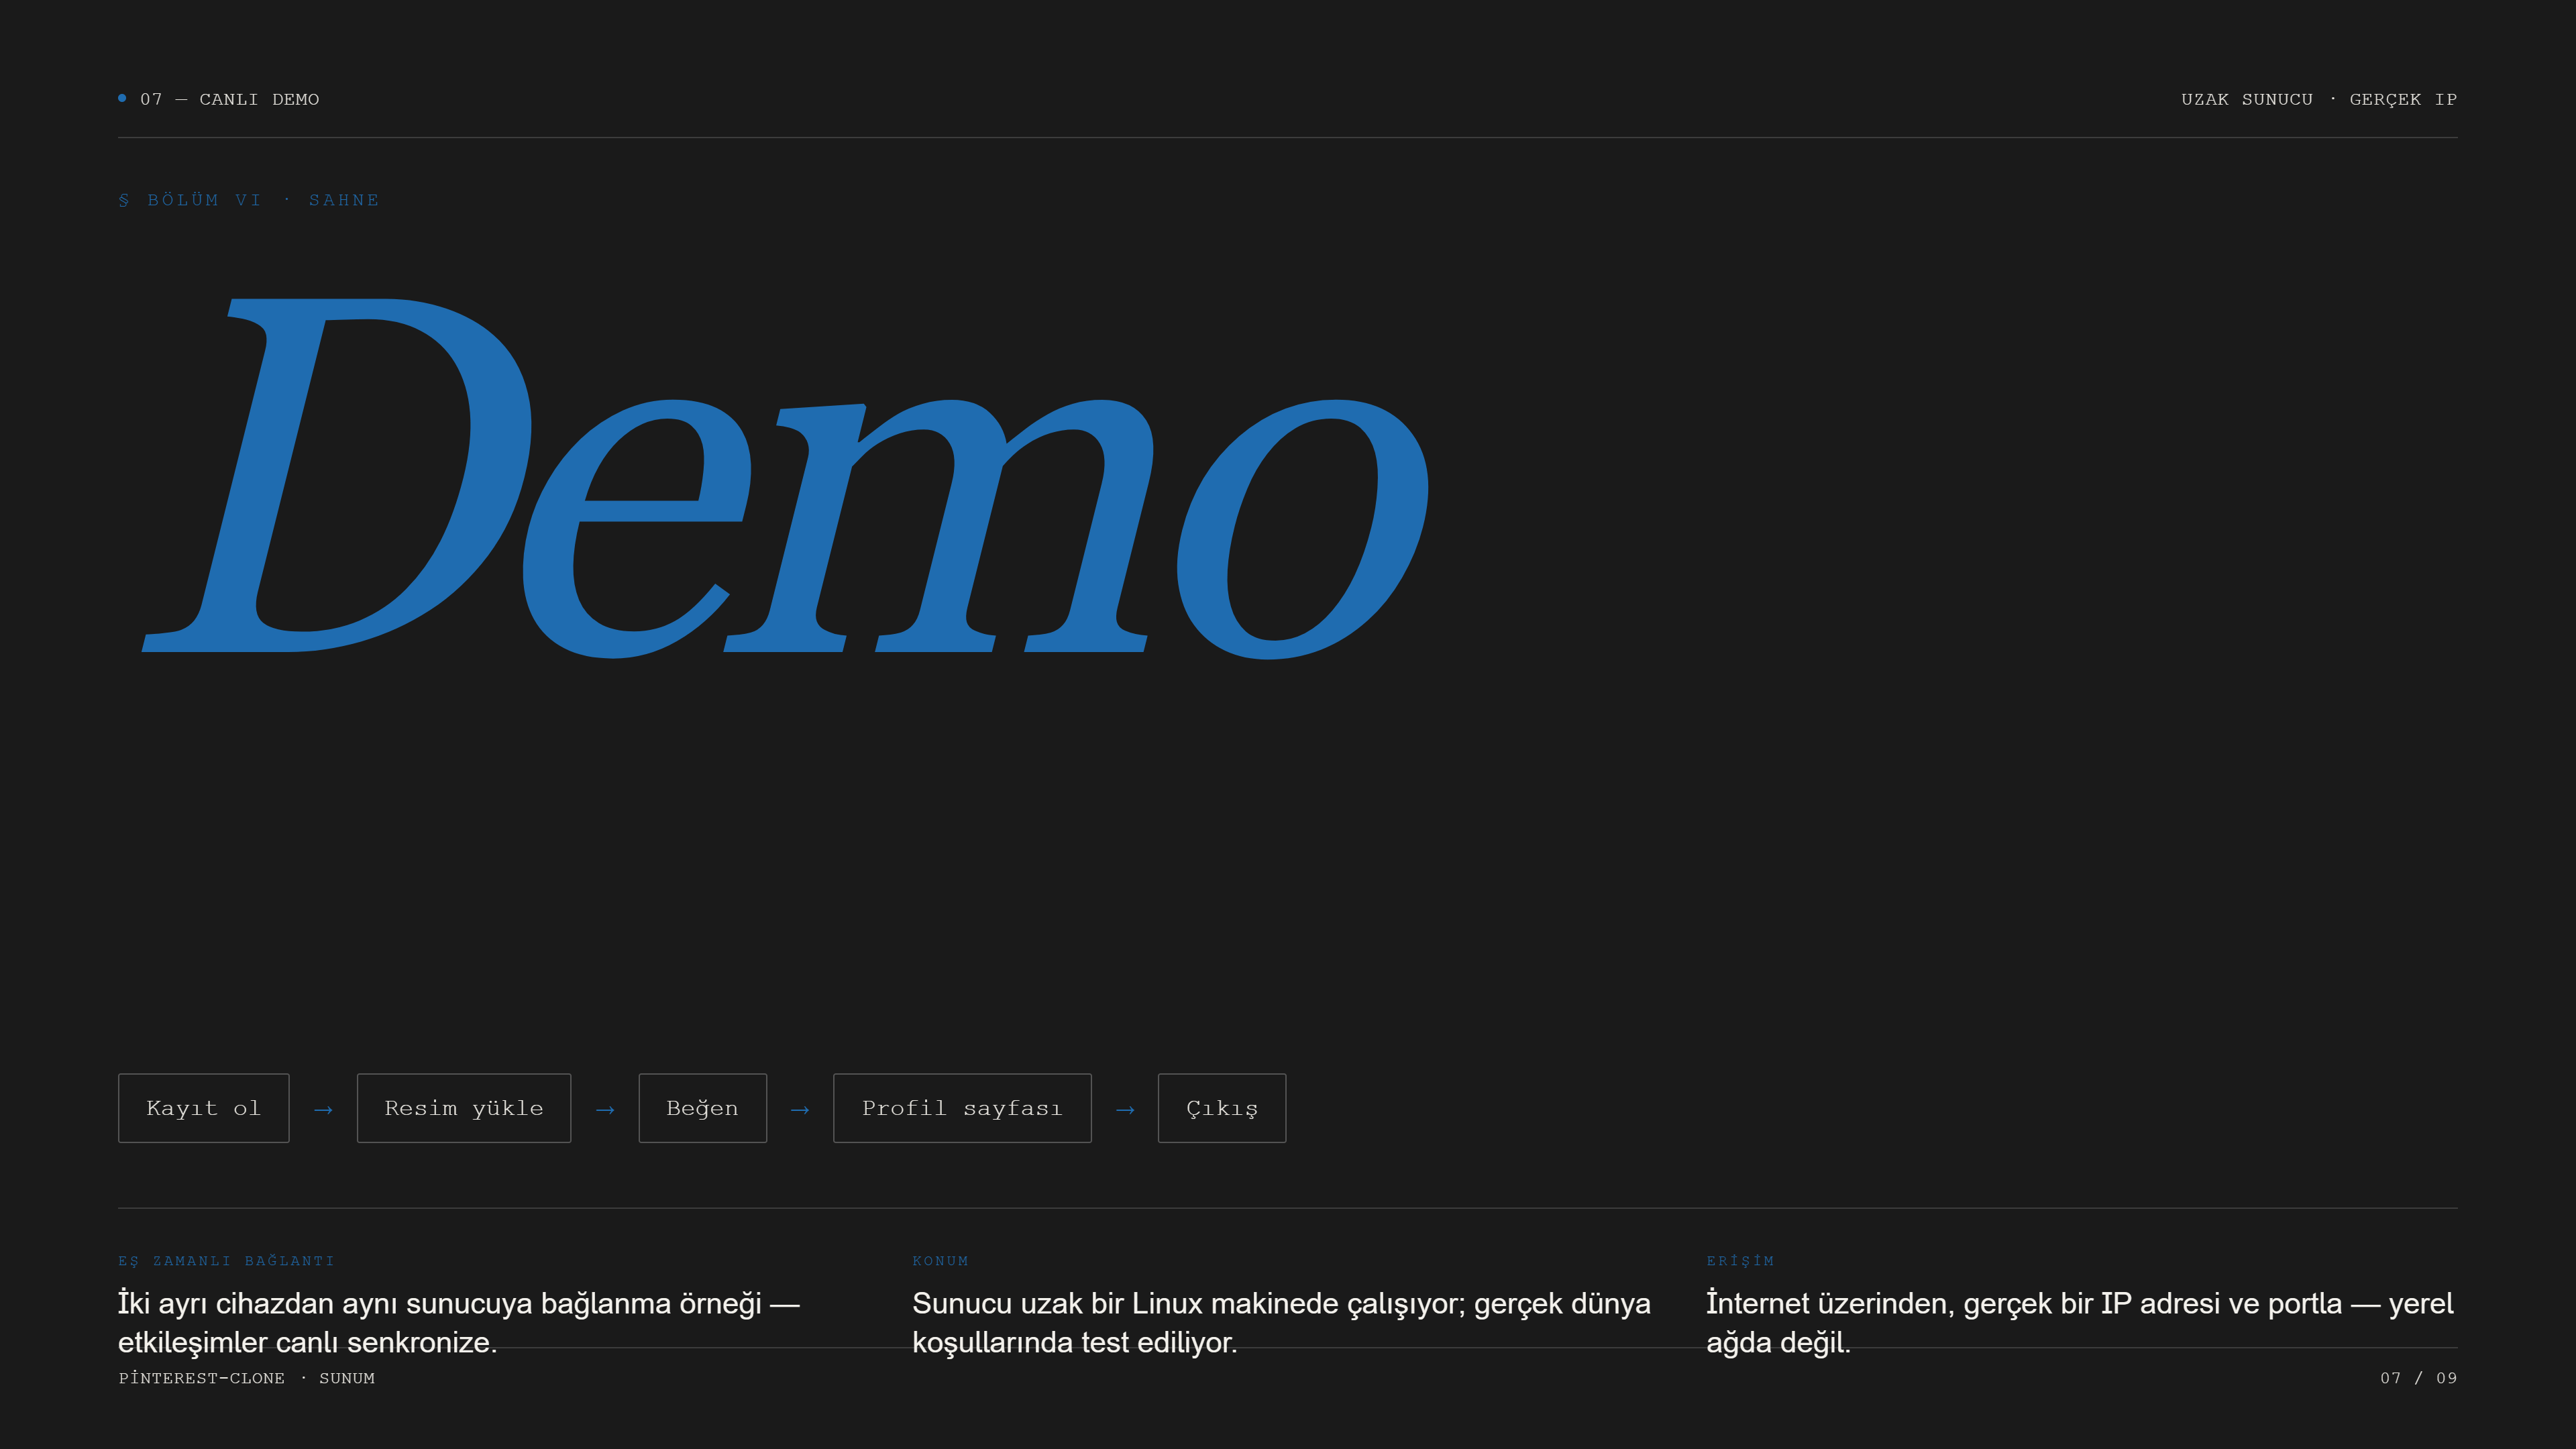 07 — CANLI DEMO
UZAK SUNUCU · GERÇEK IP
§ BÖLÜM VI · SAHNE
Demo
Kayıt ol → Resim yükle → Beğen → Profil sayfası → Çıkış
EŞ ZAMANLI BAĞLANTI
İki ayrı cihazdan aynı sunucuya bağlanma örneği —
etkileşimler canlı senkronize.
KONUM
Sunucu uzak bir Linux makinede çalışıyor; gerçek dünya
koşullarında test ediliyor.
ERİŞİM
İnternet üzerinden, gerçek bir IP adresi ve portla — yerel
ağda değil.
PİNTEREST-CLONE · SUNUM
07 / 09